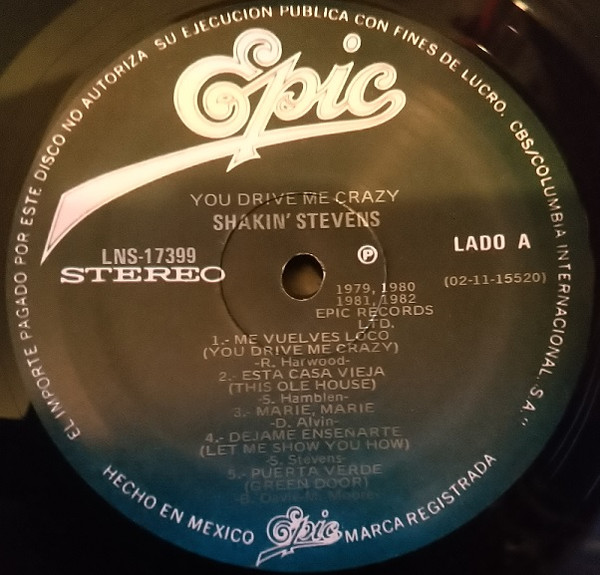 EL IMPORTE PAGADO POR ESTE DISCO NO AUTORIZA SU EJECUCION PUBLICA CON FINES DE LUCRO. CBS/COLUMBIA INTERNACIONAL, S.A."
Epic
YOU DRIVE ME CRAZY
SHAKIN' STEVENS
LNS-17399
STEREO
Ⓟ
LADO A
(02-11-15520)
1979, 1980
1981, 1982
EPIC RECORDS
LTD.
1.- ME VUELVES LOCO
(YOU DRIVE ME CRAZY)
-R. Harwood-
2.- ESTA CASA VIEJA
(THIS OLE HOUSE)
-S. Hamblen-
3.- MARIE, MARIE
-D. Alvin-
4.- DEJAME ENSEÑARTE
(LET ME SHOW YOU HOW)
-S. Stevens-
5.- PUERTA VERDE
(GREEN DOOR)
HECHO EN MEXICO
Epic
MARCA REGISTRADA